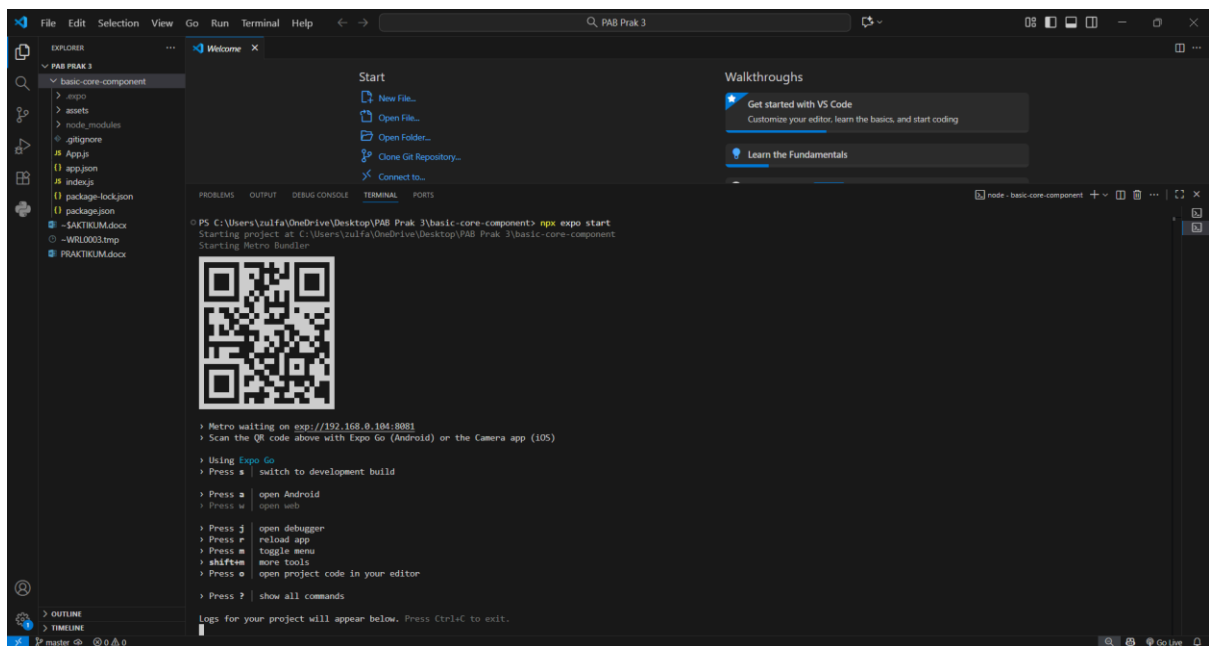 File Edit Selection View Go Run Terminal Help
PAB Prak 3
EXPLORER
Welcome
PAB PRAK 3
basic-core-component
.expo
assets
node_modules
.gitignore
JS App.js
{} app.json
JS index.js
{} package-lock.json
{} package.json
~$AKTIKUM.docx
~WRL0003.tmp
PRAKTIKUM.docx
Start
New File...
Open File...
Open Folder...
Clone Git Repository...
Connect to...
Walkthroughs
Get started with VS Code
Customize your editor, learn the basics, and start coding
Learn the Fundamentals
PROBLEMS OUTPUT DEBUG CONSOLE TERMINAL PORTS
node - basic-core-component
PS C:\Users\zulfa\OneDrive\Desktop\PAB Prak 3\basic-core-component> npx expo start
Starting project at C:\Users\zulfa\OneDrive\Desktop\PAB Prak 3\basic-core-component
Starting Metro Bundler
› Metro waiting on exp://192.168.0.104:8081
› Scan the QR code above with Expo Go (Android) or the Camera app (iOS)
› Using Expo Go
› Press s │ switch to development build
› Press a │ open Android
› Press w │ open web
› Press j │ open debugger
› Press r │ reload app
› Press m │ toggle menu
› shift+m │ more tools
› Press o │ open project code in your editor
› Press ? │ show all commands
Logs for your project will appear below. Press Ctrl+C to exit.
OUTLINE
TIMELINE
master 0 0
Go Live